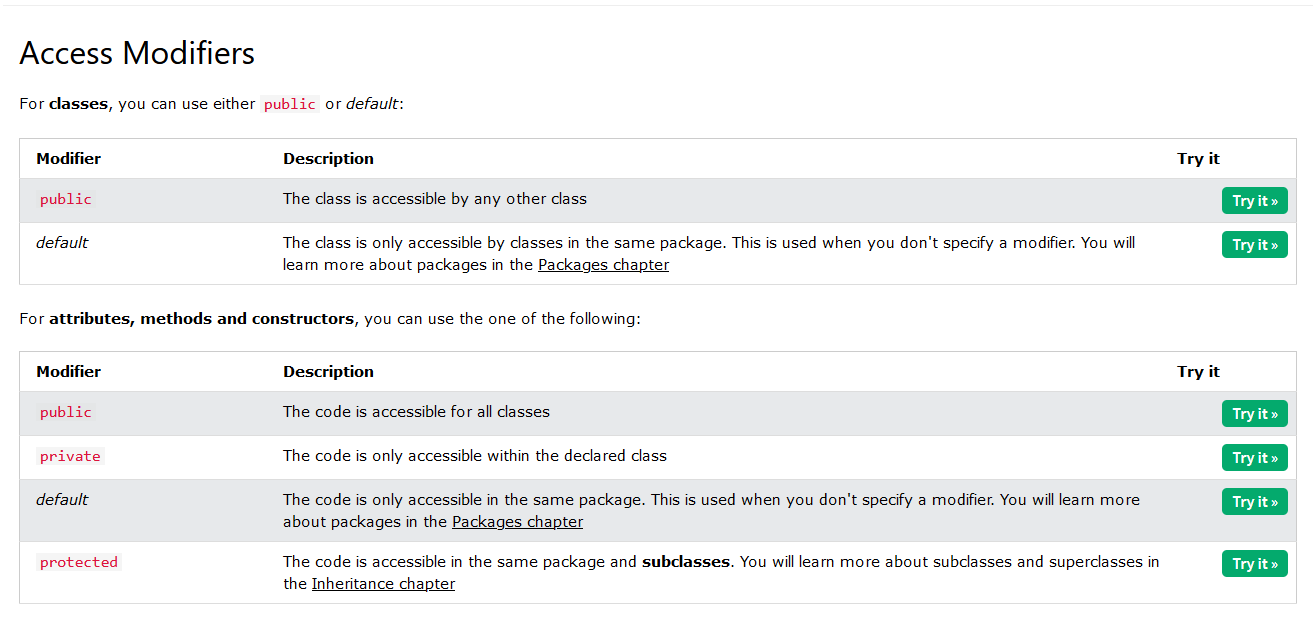 Access Modifiers
For classes, you can use either public or default:
Modifier Description Try it
public The class is accessible by any other class Try it »
default The class is only accessible by classes in the same package. This is used when you don't specify a modifier. You will Try it »
learn more about packages in the Packages chapter
For attributes, methods and constructors, you can use the one of the following:
Modifier Description Try it
public The code is accessible for all classes Try it »
private The code is only accessible within the declared class Try it »
default The code is only accessible in the same package. This is used when you don't specify a modifier. You will learn more Try it »
about packages in the Packages chapter
protected The code is accessible in the same package and subclasses. You will learn more about subclasses and superclasses in Try it »
the Inheritance chapter